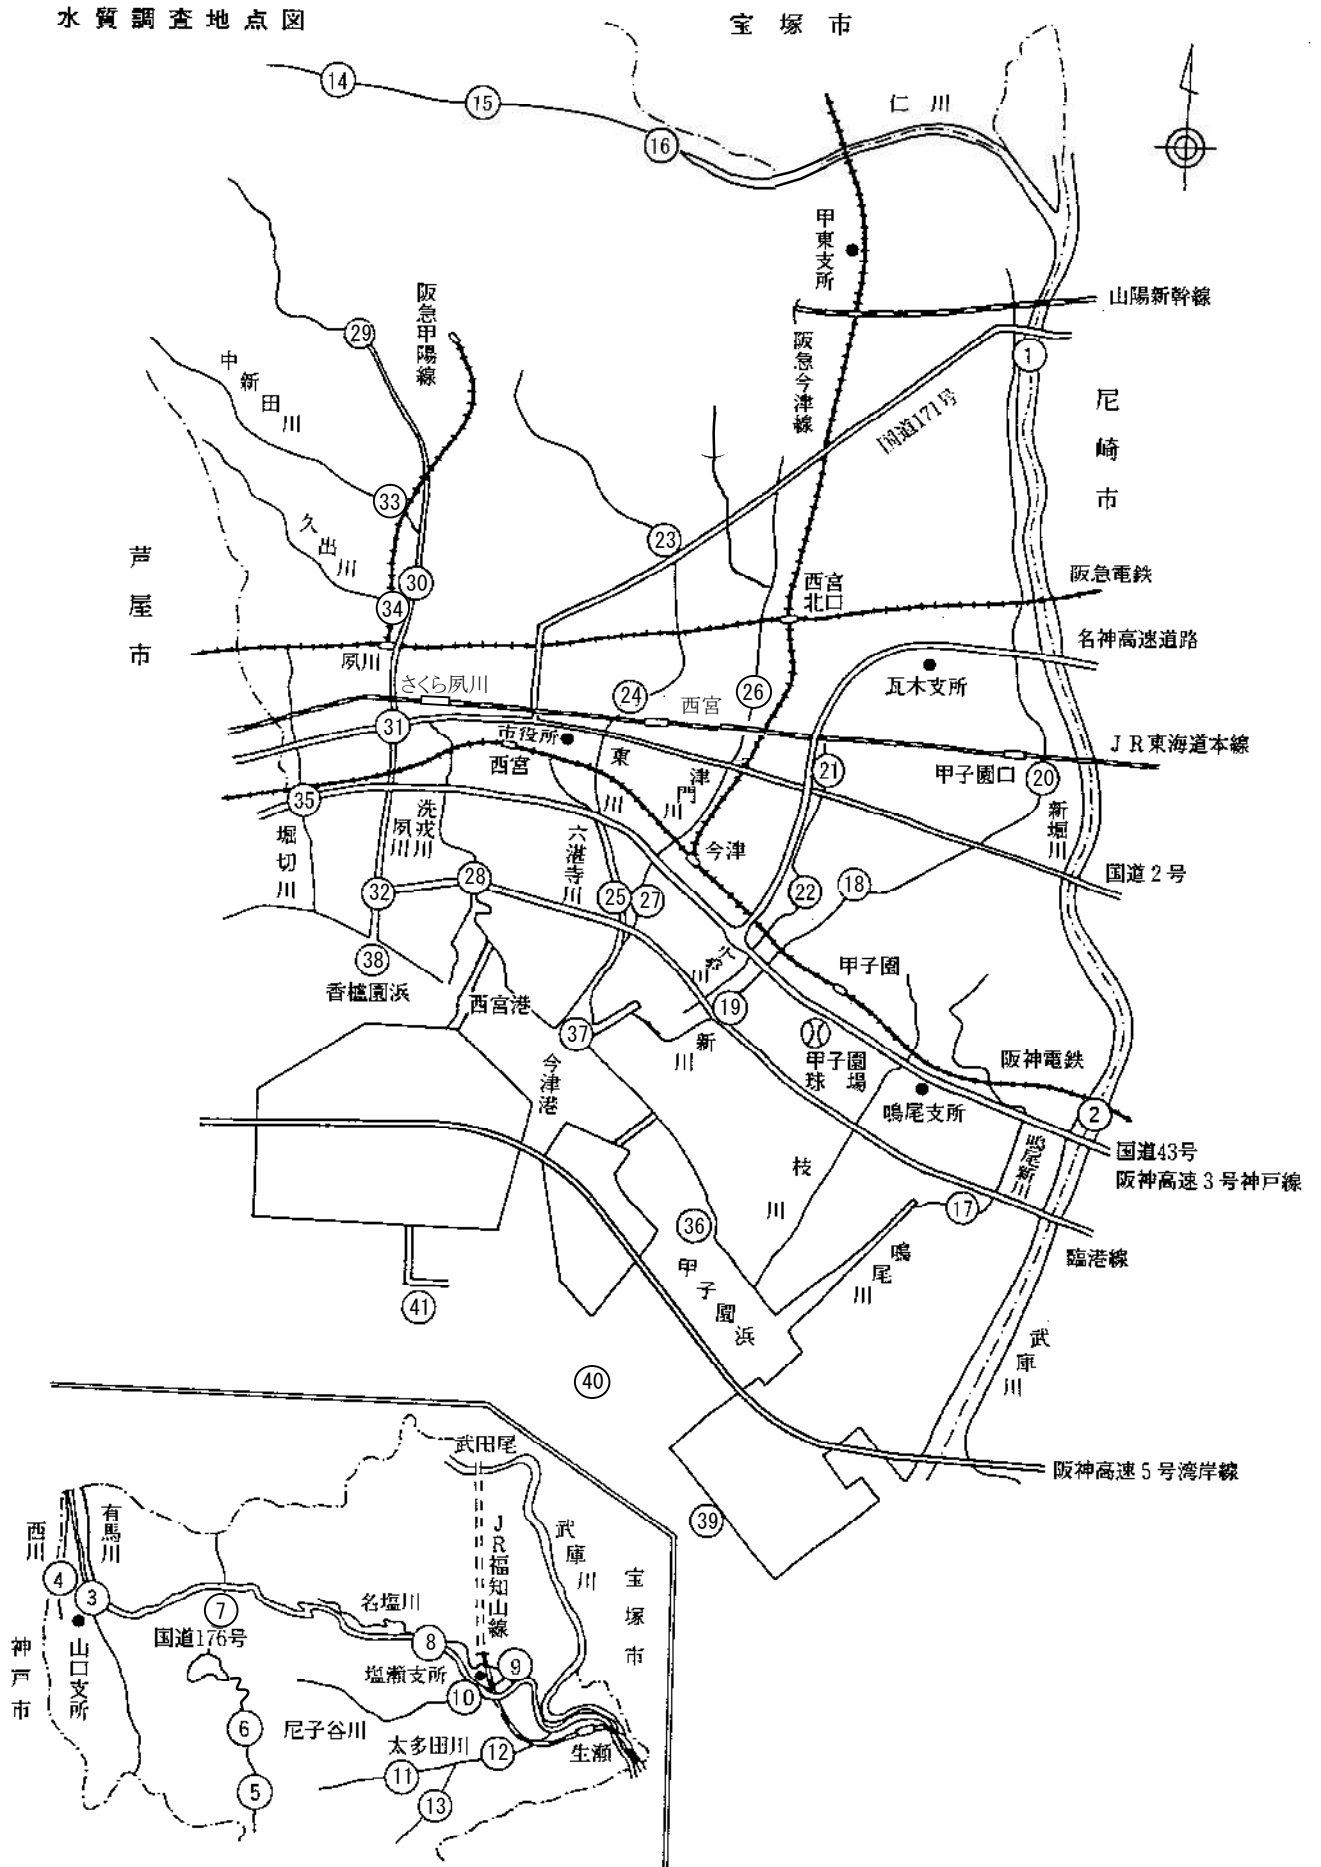 水質調査地点図
宝塚市
⑭
⑮
⑯
仁川
甲東支所
山陽新幹線
阪急甲陽線
阪急今津線
国道171号
①
尼崎市
㉙
中新田川
㉝
久出川
㉚
㉞
芦屋市
㉓
西宮
北口
阪急電鉄
名神高速道路
夙川
さくら夙川
㉔
西宮
㉖
瓦木支所
㉛
市役所
西宮
東川
津門川
㉑
甲子園口
⑳
JR東海道本線
㉟
堀切川
夙川
洗戎川
六湛寺川
今津
新堀川
国道2号
㉜
㉘
㉕
㉗
㉒
⑱
㊳
香櫨園浜
西宮港
久寿川
甲子園
⑲
㊲
新川
今津港
甲子園
球場
阪神電鉄
鳴尾支所
②
国道43号
阪神高速3号神戸線
鳴尾新川
枝川
⑰
㊱
甲子園浜
鳴尾川
臨港線
㊶
武庫川
㊵
阪神高速5号湾岸線
㊴
武田尾
西川
有馬川
JR福知山線
武庫川
宝塚市
④
③
⑦
国道176号
名塩川
⑧
塩瀬支所
⑨
⑩
神戸市
山口支所
⑥
尼子谷川
太多田川
⑫
生瀬
⑪
⑤
⑬